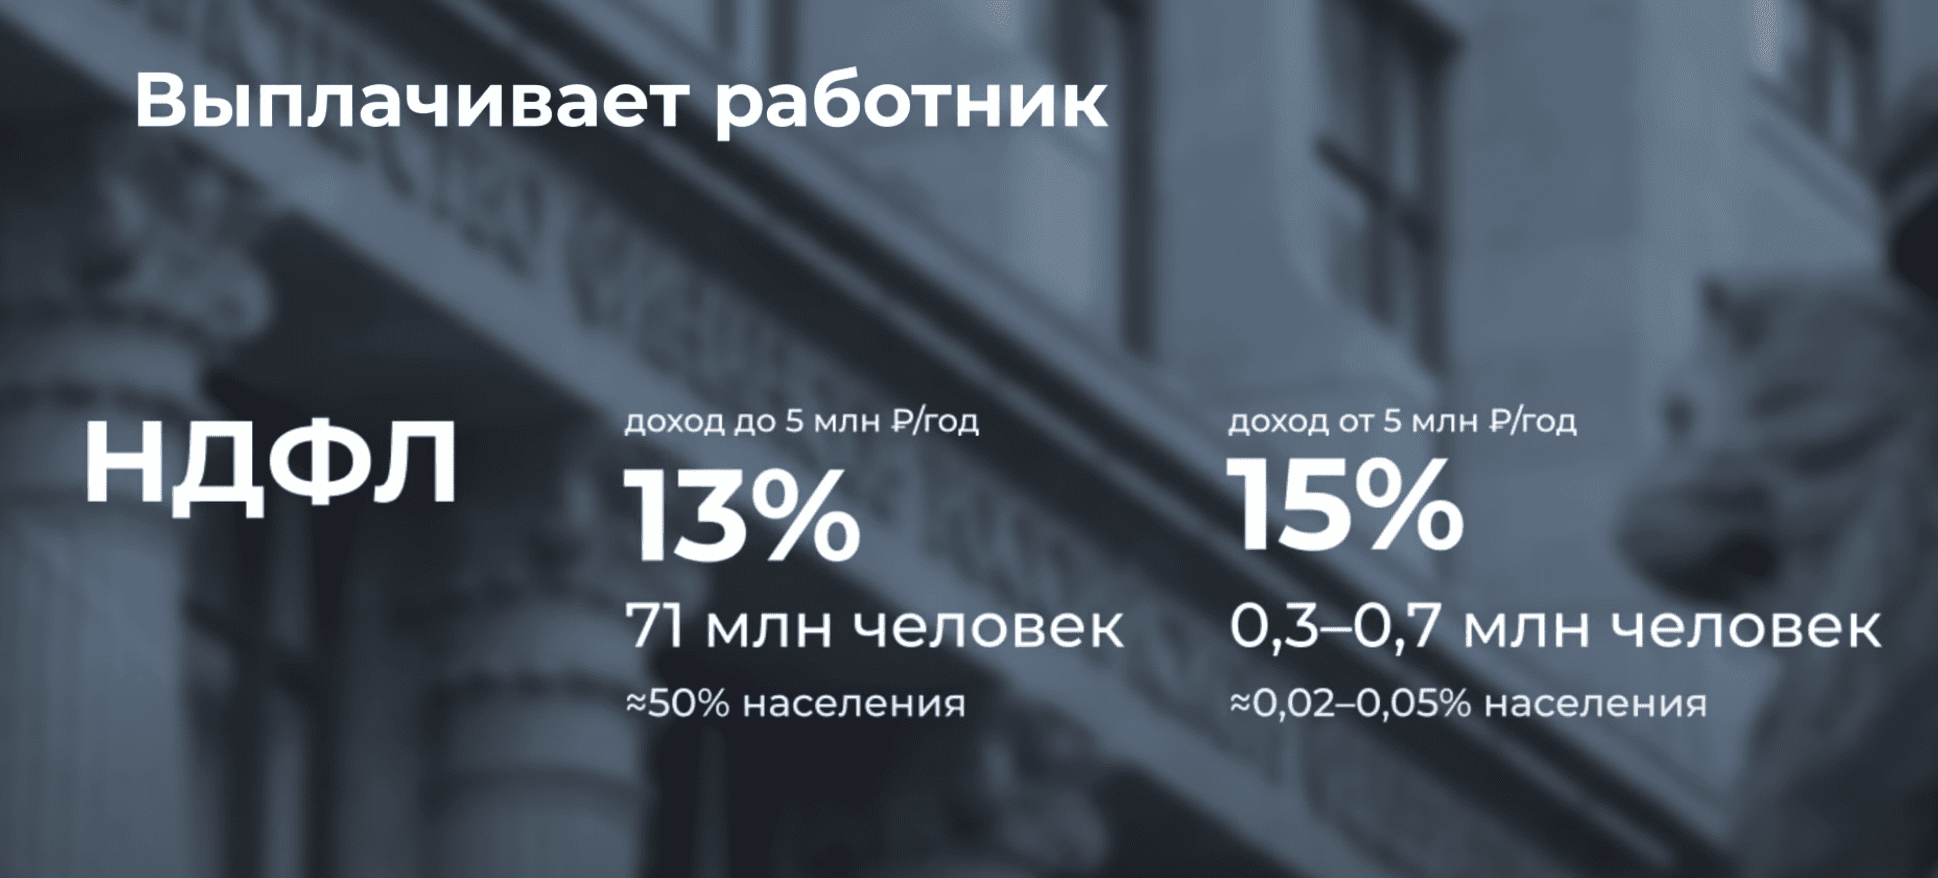 Выплачивает работник
НДФЛ
доход до 5 млн ₽/год
13%
71 млн человек
≈50% населения
доход от 5 млн ₽/год
15%
0,3–0,7 млн человек
≈0,02–0,05% населения